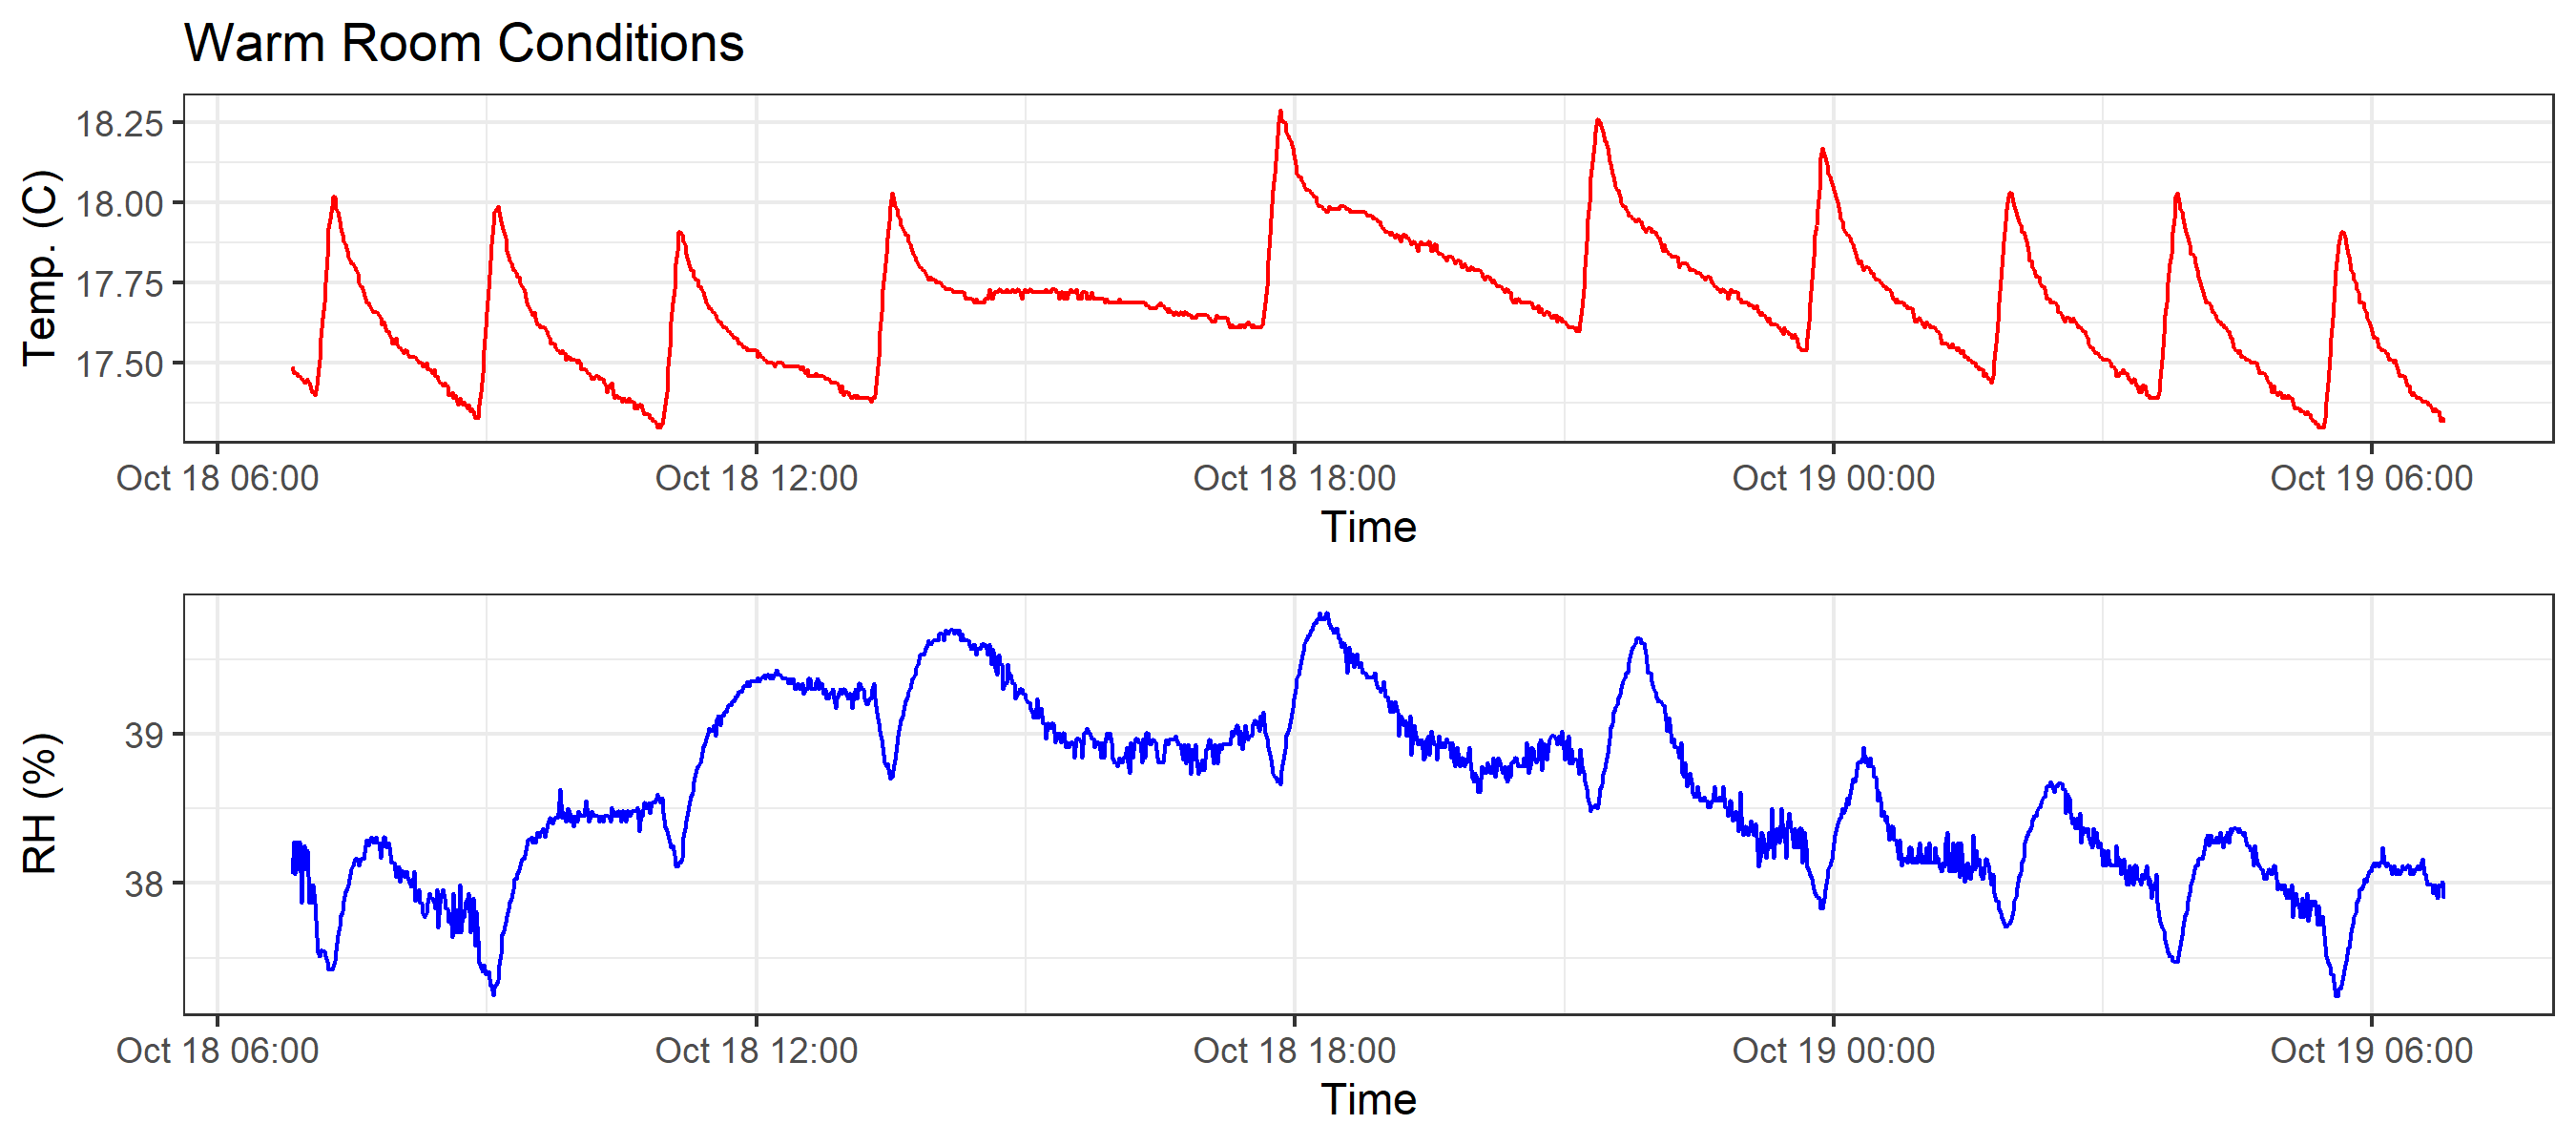 Warm Room Conditions
Temp. (C)
18.25
18.00
17.75
17.50
Oct 18 06:00 Oct 18 12:00 Oct 18 18:00 Oct 19 00:00 Oct 19 06:00
Time
RH (%)
39
38
Oct 18 06:00 Oct 18 12:00 Oct 18 18:00 Oct 19 00:00 Oct 19 06:00
Time